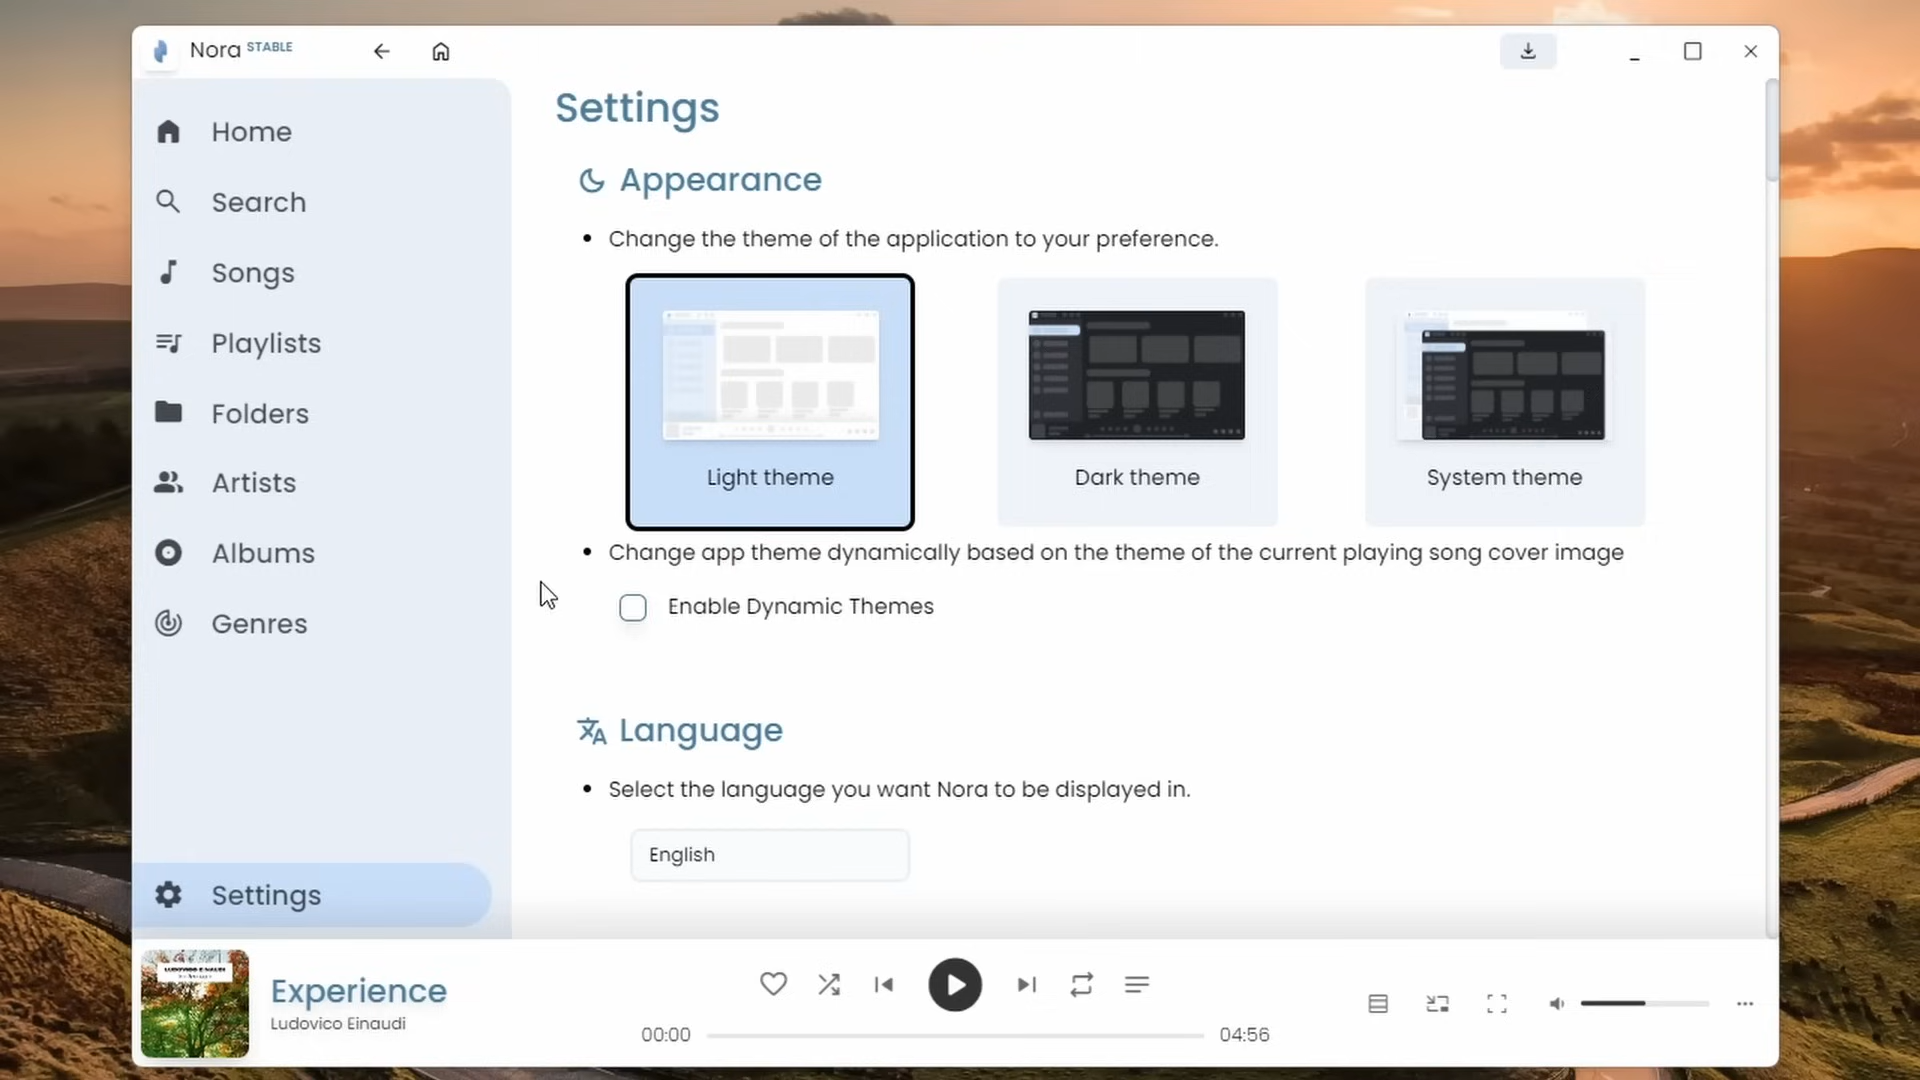 Nora STABLE
Home
Search
Songs
Playlists
Folders
Artists
Albums
Genres
Settings
Settings
Appearance
Change the theme of the application to your preference.
Light theme
Dark theme
System theme
Change app theme dynamically based on the theme of the current playing song cover image
Enable Dynamic Themes
Language
Select the language you want Nora to be displayed in.
English
LUDOVICO EINAUDI
Experience
Ludovico Einaudi
00:00
04:56